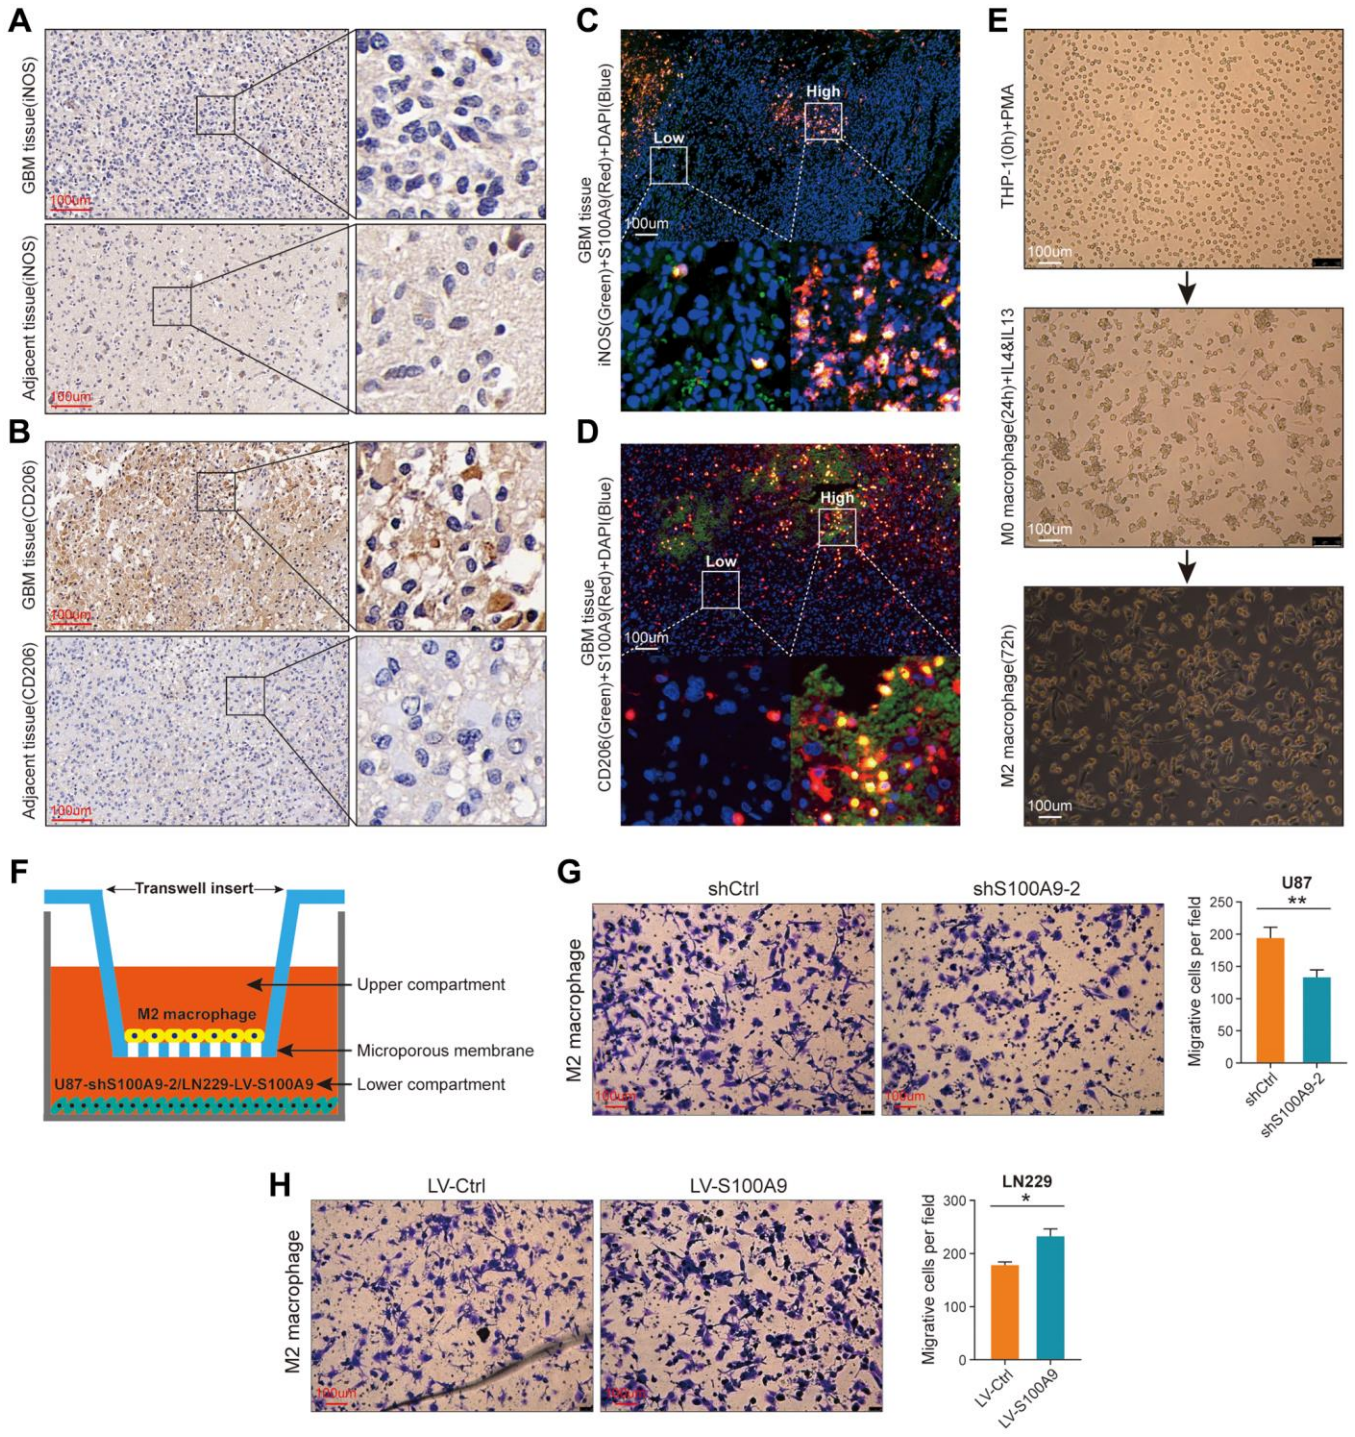 A
GBM tissue(iNOS)
100um
Adjacent tissue(iNOS)
100um
B
GBM tissue(CD206)
100um
Adjacent tissue(CD206)
100um
C
GBM tissue
iNOS(Green)+S100A9(Red)+DAPI(Blue)
High
Low
100um
D
GBM tissue
CD206(Green)+S100A9(Red)+DAPI(Blue)
High
Low
100um
E
THP-1(0h)+PMA
100um
M0 macrophage(24h)+IL4&IL13
100um
M2 macrophage(72h)
100um
F
Transwell insert
Upper compartment
M2 macrophage
Microporous membrane
U87-shS100A9-2/LN229-LV-S100A9
Lower compartment
G
shCtrl
shS100A9-2
M2 macrophage
100um
100um
U87
**
Migrative cells per field
250
200
150
100
50
0
shCtrl
shS100A9-2
H
LV-Ctrl
LV-S100A9
M2 macrophage
100um
100um
LN229
*
Migrative cells per field
300
200
100
0
LV-Ctrl
LV-S100A9